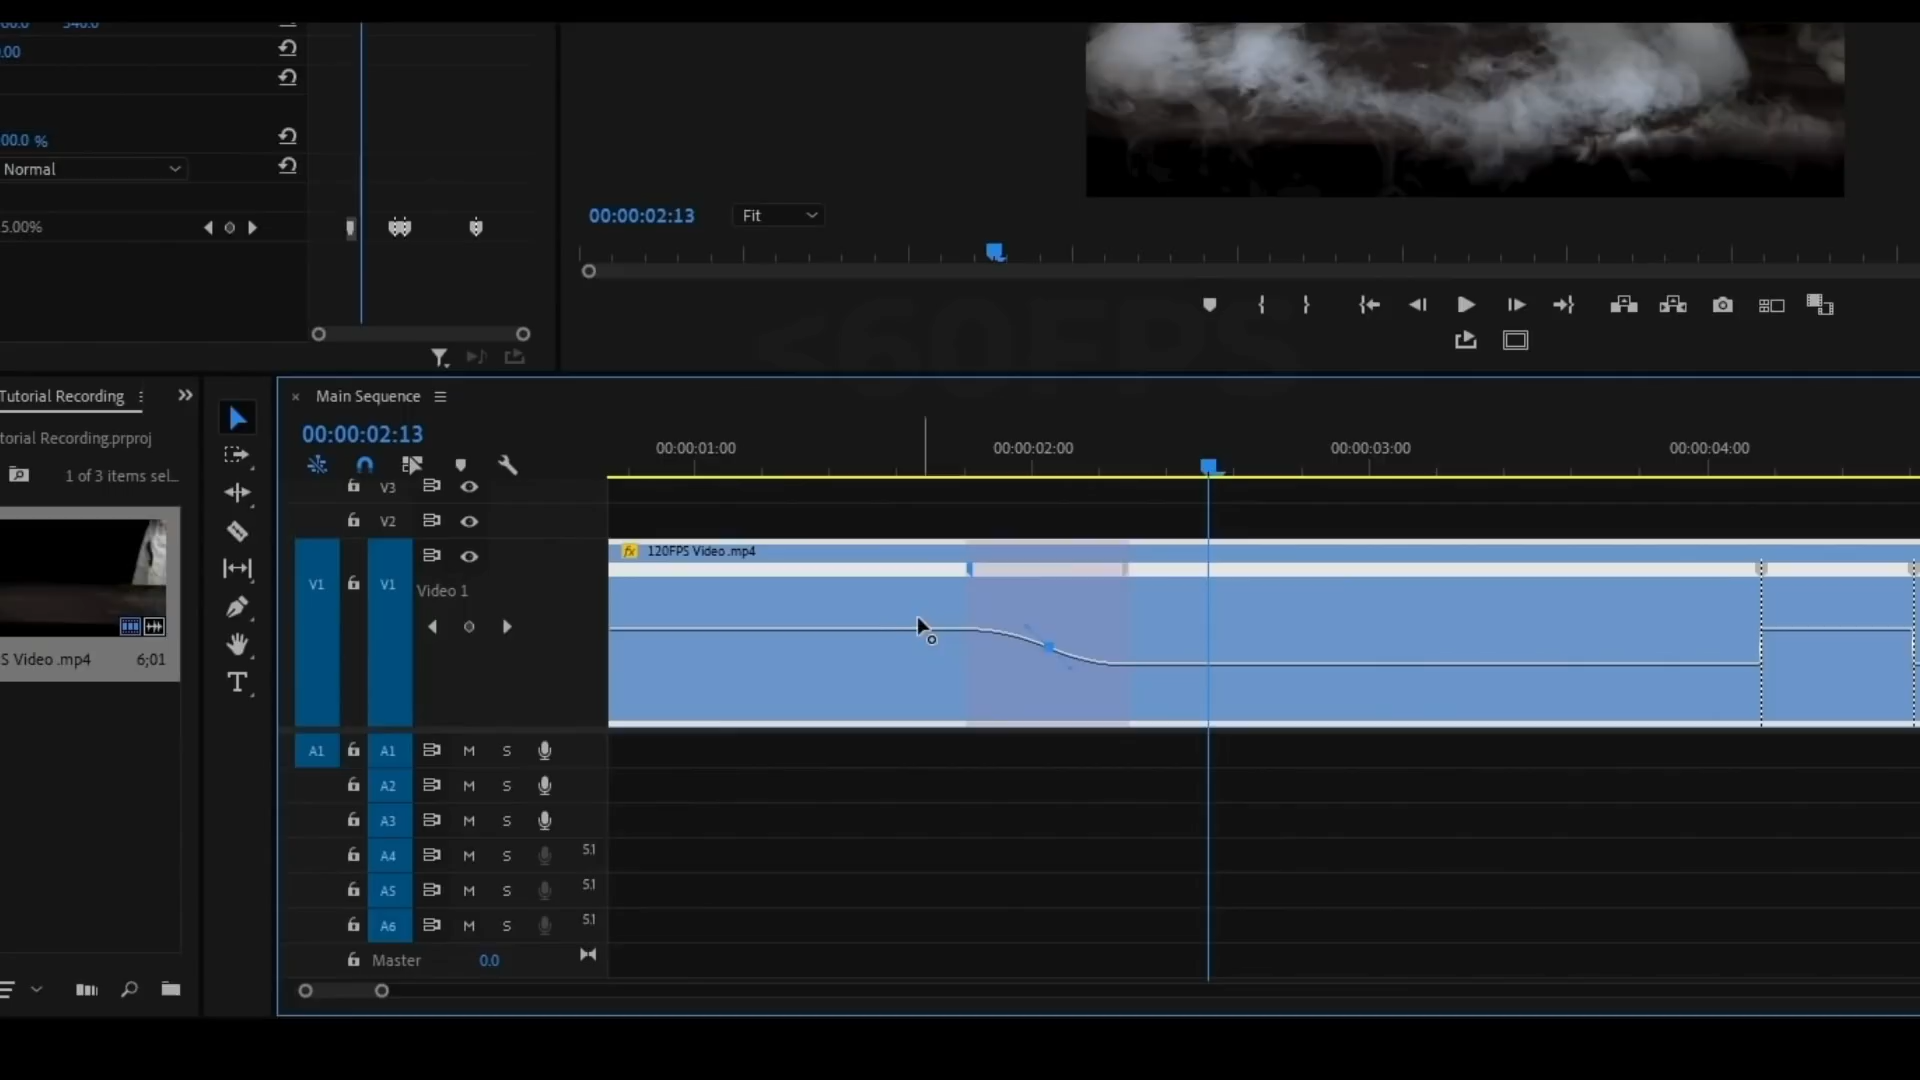 .00
00.0 %
Normal
5.00%
00:00:02:13
Fit
<60FPS
Tutorial Recording
torial Recording.prproj
1 of 3 items sel...
S Video .mp4
6;01
Main Sequence
00:00:02:13
00:00:01:00
00:00:02:00
00:00:03:00
00:00:04:00
V3
V2
fx 120FPS Video .mp4
V1
V1
Video 1
A1
A1
M
S
A2
M
S
A3
M
S
A4
M
S
5.1
A5
M
S
5.1
A6
M
S
5.1
Master
0.0